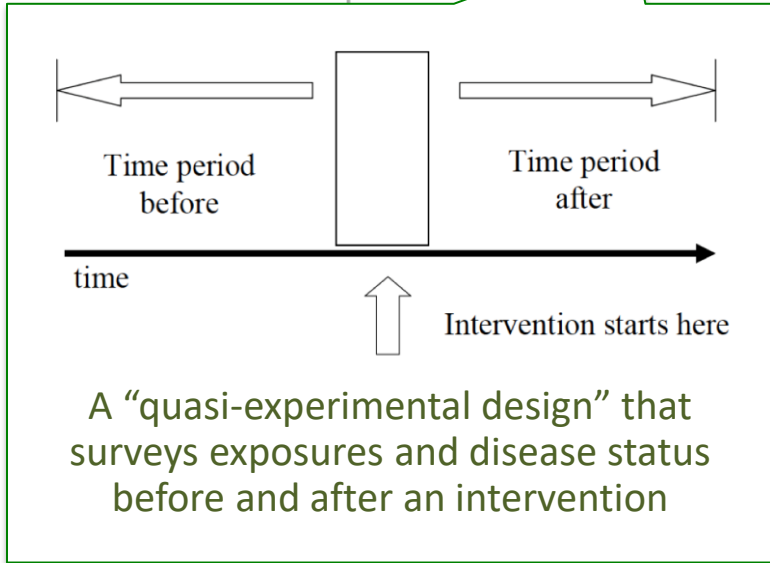 Time period
before
Time period
after
time
Intervention starts here
A “quasi-experimental design” that
surveys exposures and disease status
before and after an intervention